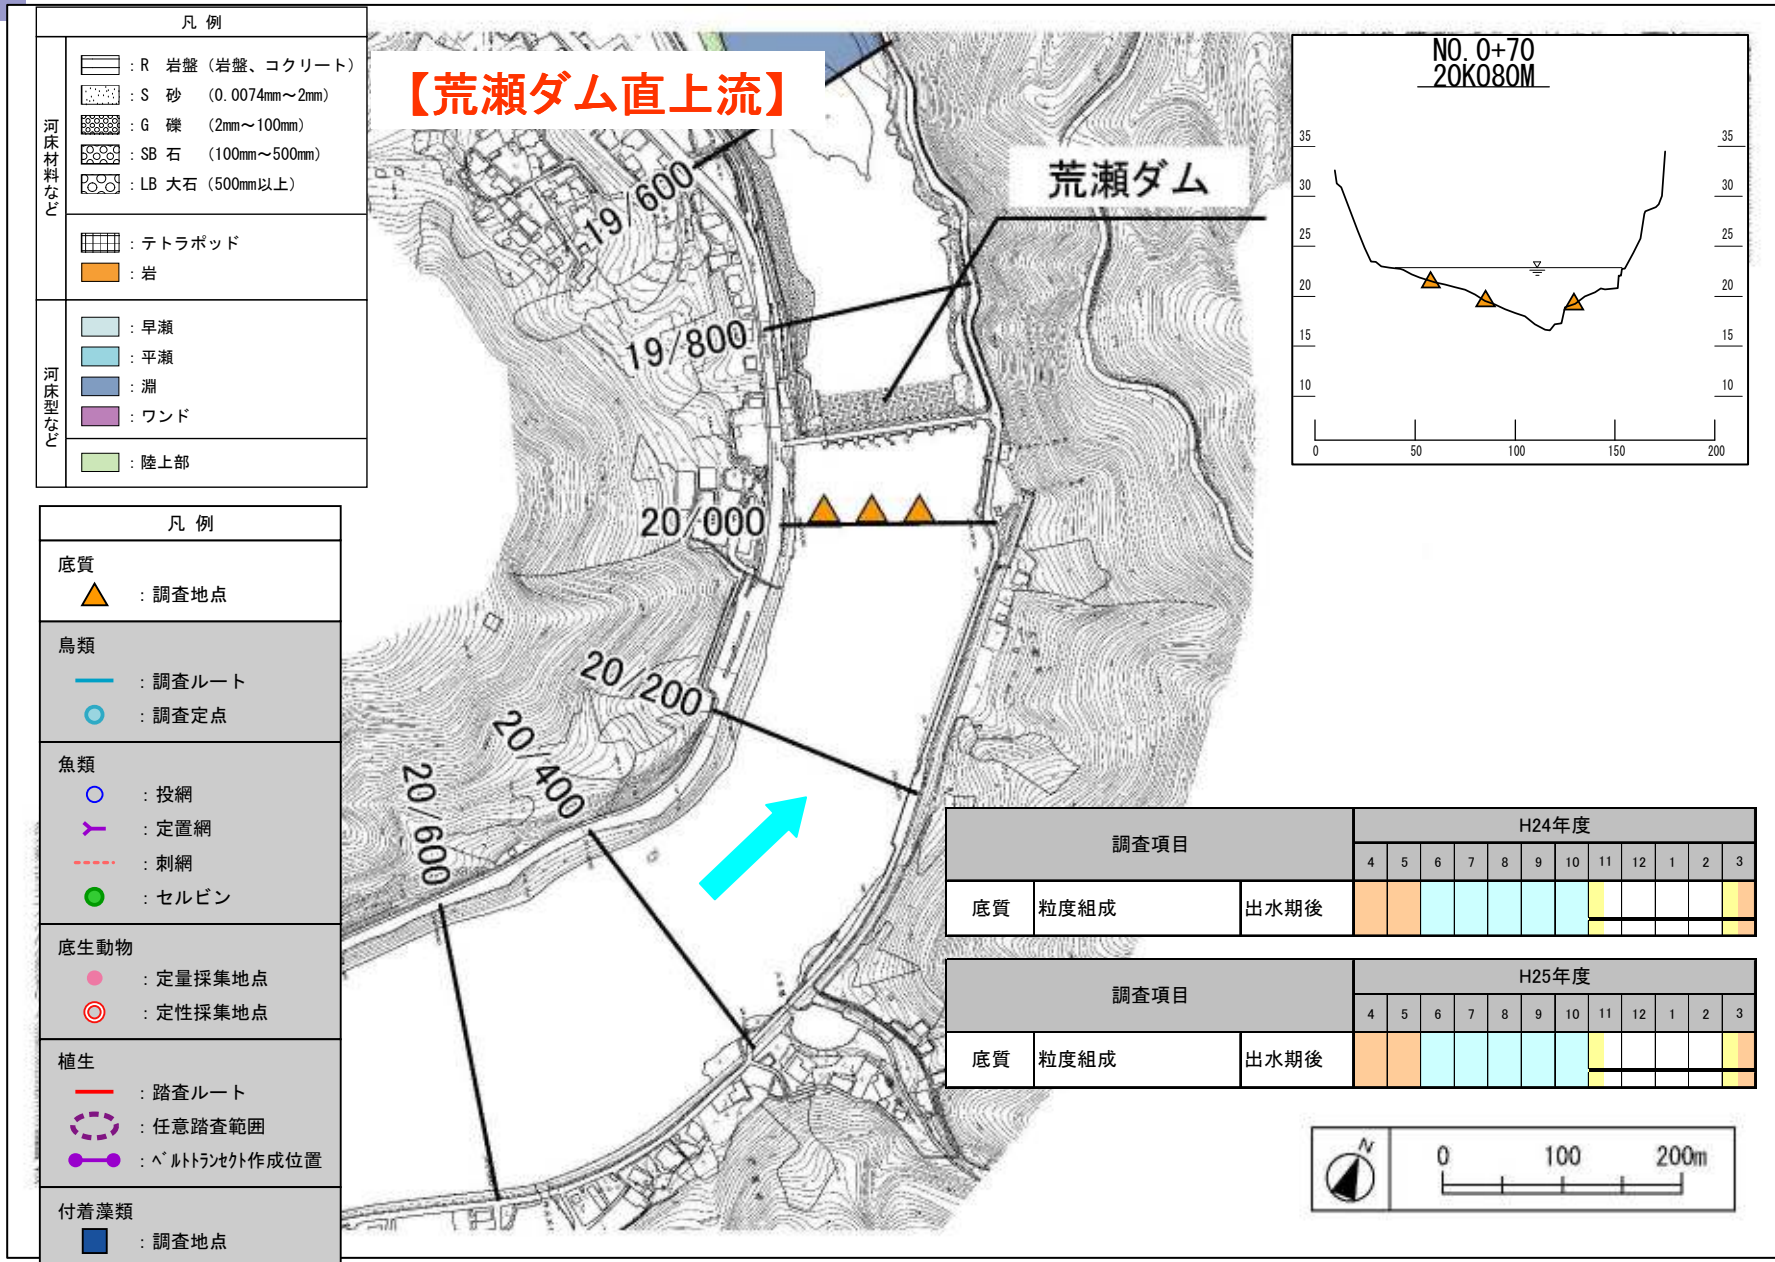 凡 例
河床材料など
: R 岩盤 (岩盤、コクリート)
: S 砂 (0.0074mm～2mm)
: G 礫 (2mm～100mm)
: SB 石 (100mm～500mm)
: LB 大石 (500mm以上)
: テトラポッド
: 岩
河床型など
: 早瀬
: 平瀬
: 淵
: ワンド
: 陸上部
凡 例
底質
: 調査地点
鳥類
: 調査ルート
: 調査定点
魚類
: 投網
: 定置網
: 刺網
: セルビン
底生動物
: 定量採集地点
: 定性採集地点
植生
: 踏査ルート
: 任意踏査範囲
: ベルトトランセクト作成位置
付着藻類
: 調査地点
【荒瀬ダム直上流】
荒瀬ダム
19/600
19/800
20 000
20/200
20/400
20/600
NO. 0+70
20K080M
35 35
30 30
25 25
20 20
15 15
10 10
0 50 100 150 200
調査項目 H24年度
4 5 6 7 8 9 10 11 12 1 2 3
底質 粒度組成 出水期後
調査項目 H25年度
4 5 6 7 8 9 10 11 12 1 2 3
底質 粒度組成 出水期後
N
0 100 200m